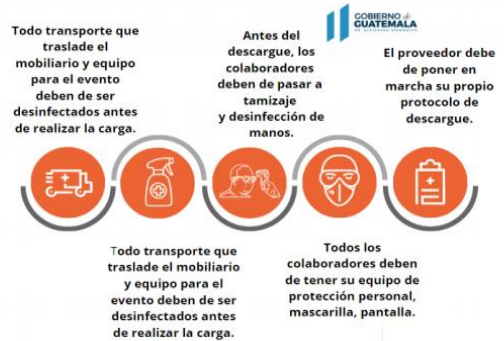 Todo transporte que
traslade el
mobiliario y equipo
para el evento
deben de ser
desinfectados antes
de realizar la carga.
Todo transporte que
traslade el mobiliario
y equipo para el
evento deben de ser
desinfectados antes
de realizar la carga.
Antes del
descargue, los
colaboradores
deben de pasar a
tamizaje
y desinfección de
manos.
Todos los
colaboradores deben
de tener su equipo de
protección personal,
mascarilla, pantalla.
GOBIERNO de
GUATEMALA
El proveedor debe
de poner en
marcha su propio
protocolo de
descargue.